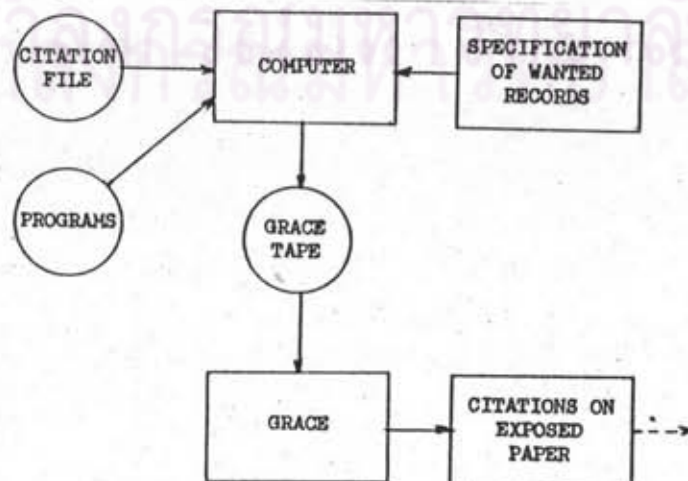 CITATION
FILE
COMPUTER
SPECIFICATION
OF WANTED
RECORDS
PROGRAMS
GRACE
TAPE
GRACE
CITATIONS ON
EXPOSED
PAPER